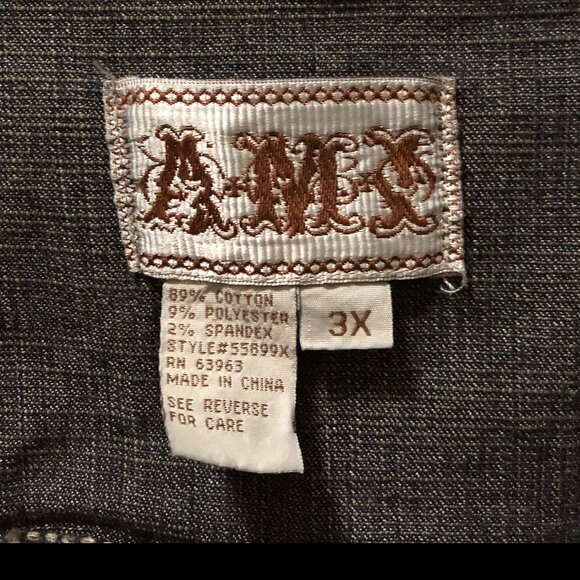 A·M·I
89% COTTON
9% POLYESTER
2% SPANDEX
STYLE#55899X
RN 63963
MADE IN CHINA
SEE REVERSE
FOR CARE
3X